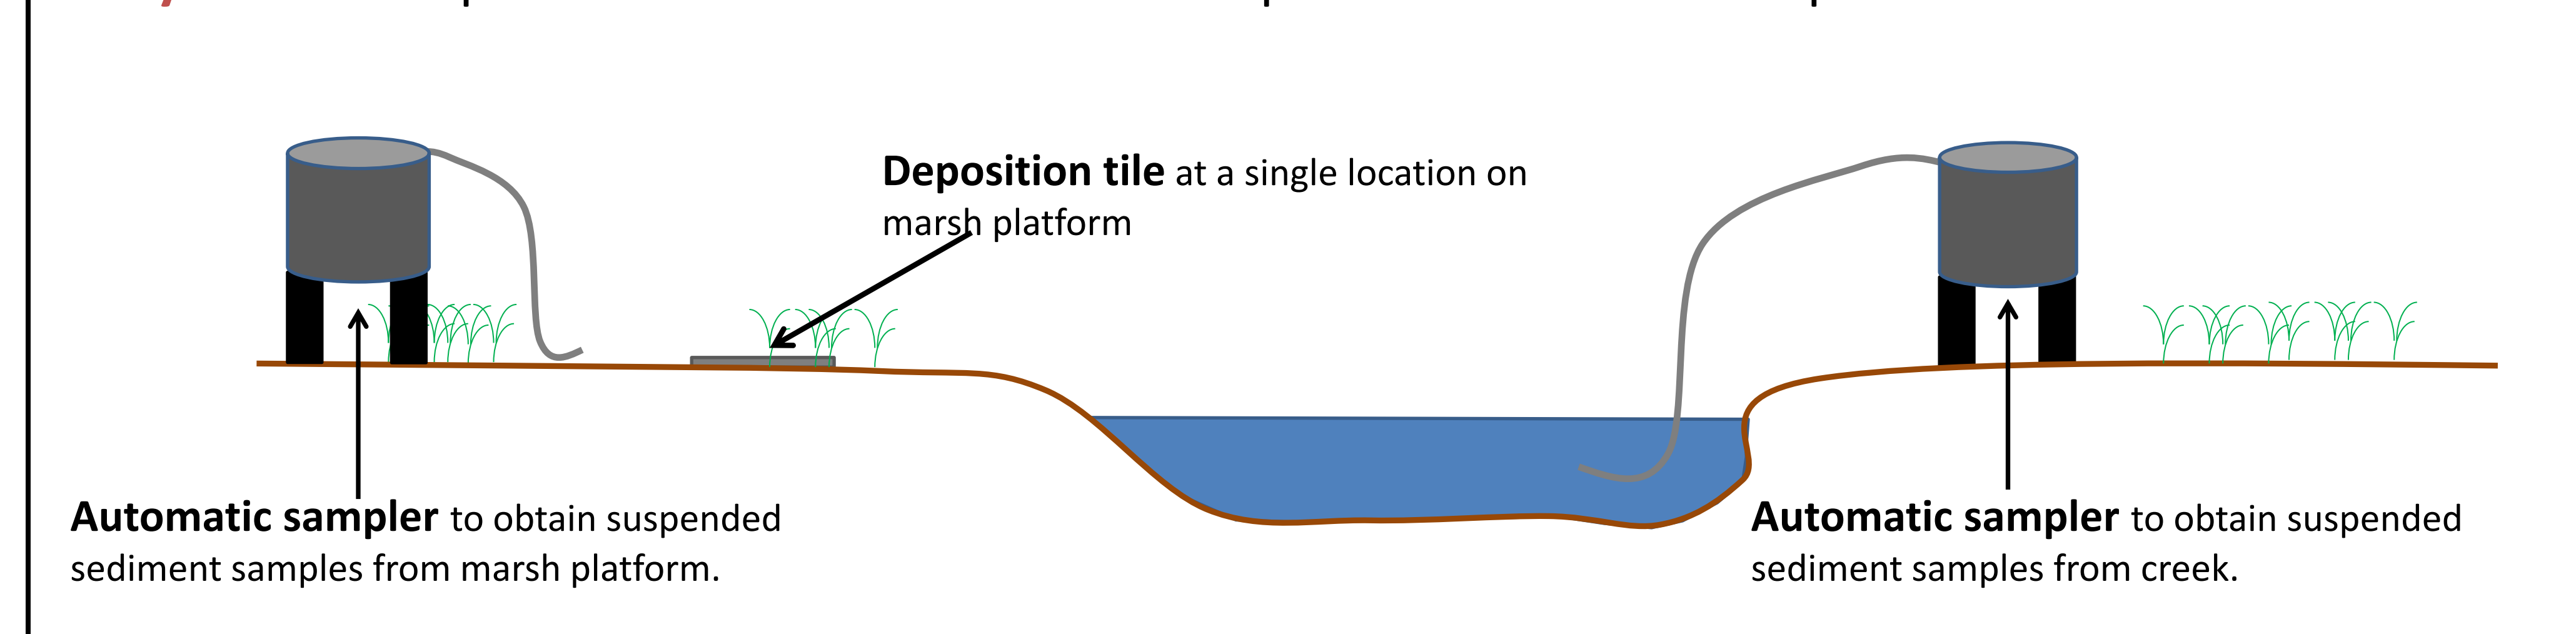 Deposition tile at a single location on
marsh platform
Automatic sampler to obtain suspended
sediment samples from marsh platform.
Automatic sampler to obtain suspended
sediment samples from creek.